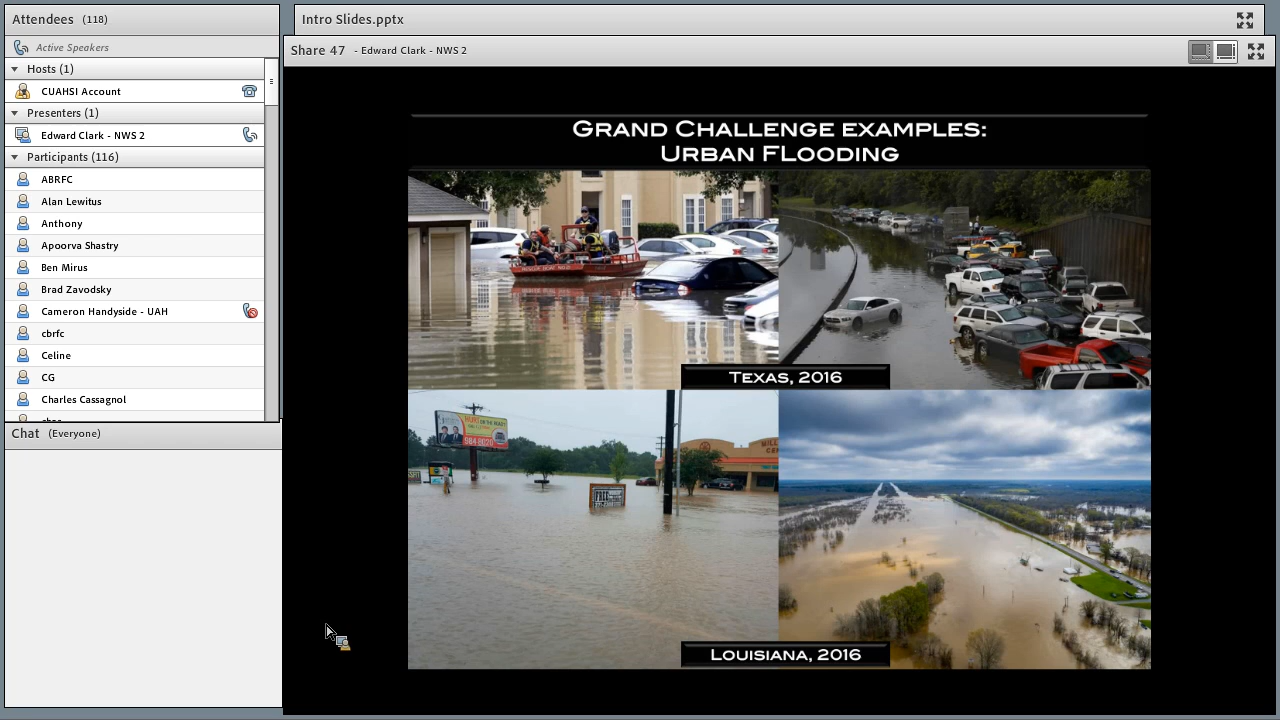 Attendees (118)
Active Speakers
Hosts (1)
CUAHSI Account
Presenters (1)
Edward Clark - NWS 2
Participants (116)
ABRFC
Alan Lewitus
Anthony
Apoorva Shastry
Ben Mirus
Brad Zavodsky
Cameron Handyside - UAH
cbrfc
Celine
CG
Charles Cassagnol
Chat (Everyone)
Intro Slides.pptx
Share 47 - Edward Clark - NWS 2
GRAND CHALLENGE EXAMPLES:
URBAN FLOODING
TEXAS, 2016
984-8020
LOUISIANA, 2016